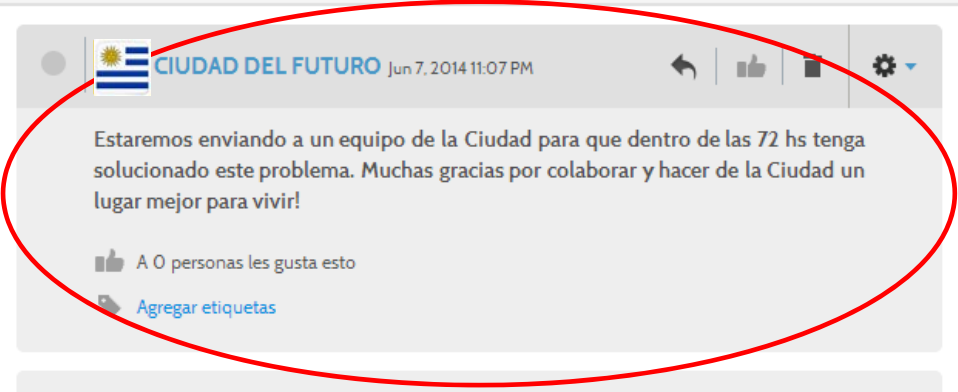 CIUDAD DEL FUTURO Jun 7, 2014 11:07 PM
Estaremos enviando a un equipo de la Ciudad para que dentro de las 72 hs tenga
solucionado este problema. Muchas gracias por colaborar y hacer de la Ciudad un
lugar mejor para vivir!
A 0 personas les gusta esto
Agregar etiquetas